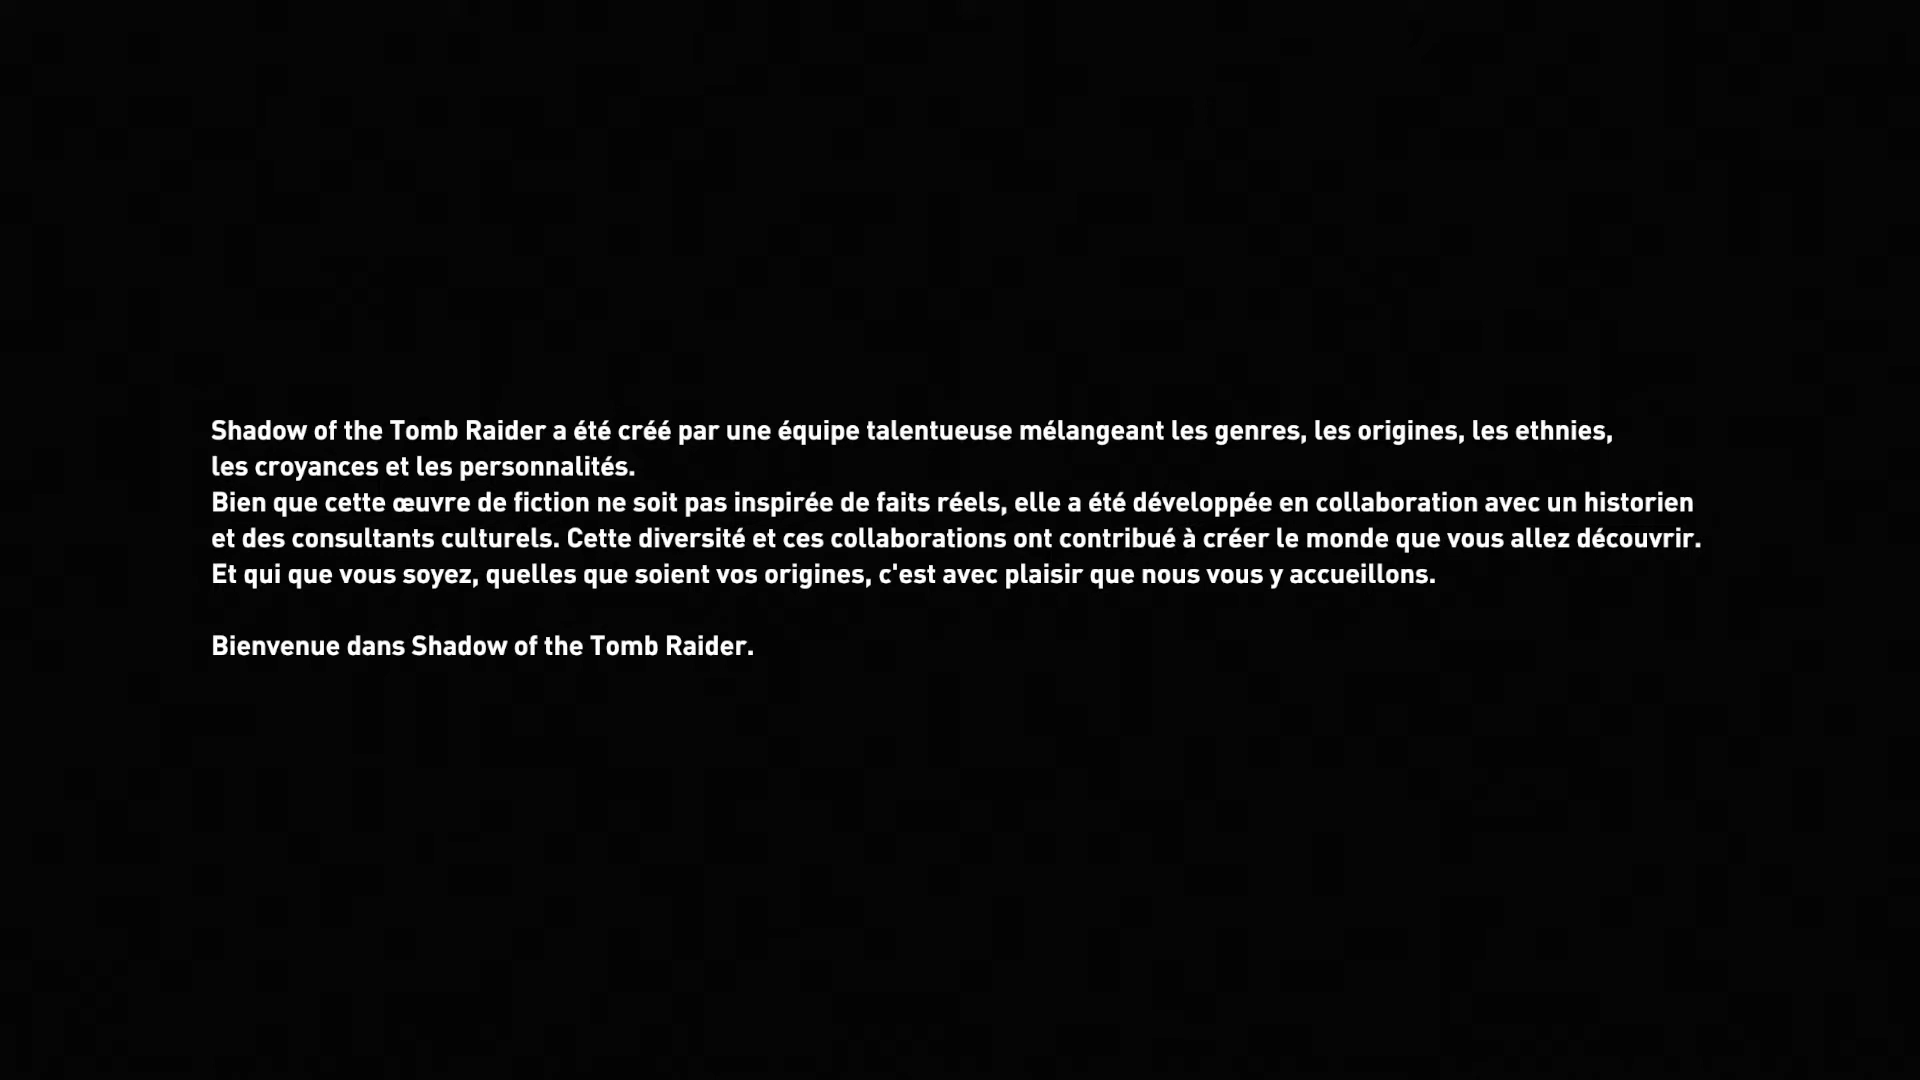 Shadow of the Tomb Raider a été créé par une équipe talentueuse mélangeant les genres, les origines, les ethnies,
les croyances et les personnalités.
Bien que cette œuvre de fiction ne soit pas inspirée de faits réels, elle a été développée en collaboration avec un historien
et des consultants culturels. Cette diversité et ces collaborations ont contribué à créer le monde que vous allez découvrir.
Et qui que vous soyez, quelles que soient vos origines, c'est avec plaisir que nous vous y accueillons.
Bienvenue dans Shadow of the Tomb Raider.